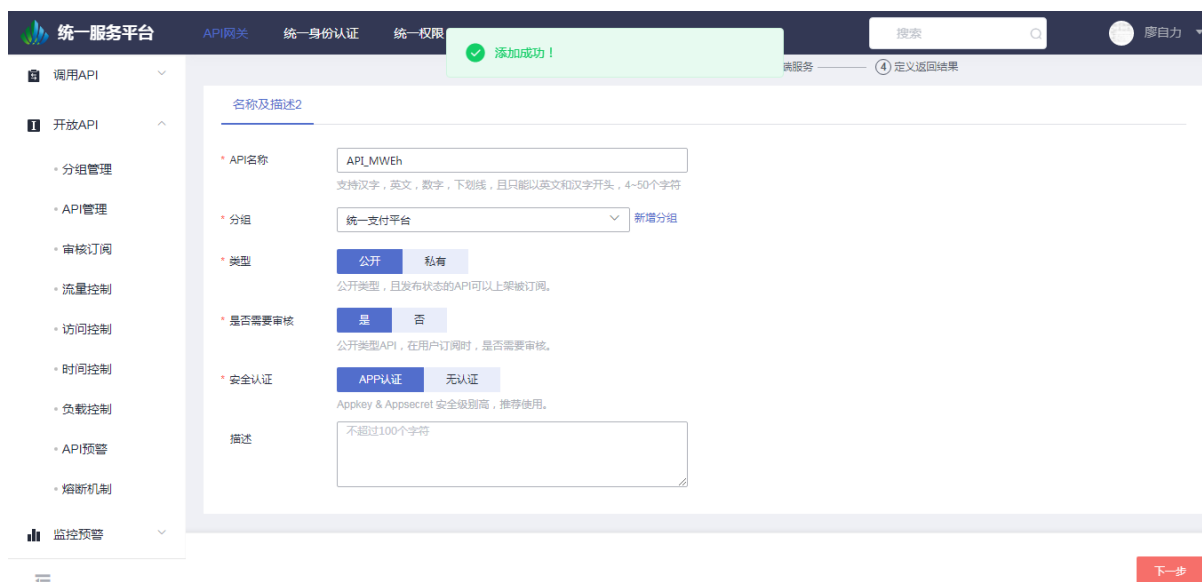 统一服务平台
API网关
统一身份认证
统一权限
搜索
廖自力
添加成功！
端服务
4 定义返回结果
调用API
开放API
分组管理
API管理
审核订阅
流量控制
访问控制
时间控制
负载控制
API预警
熔断机制
监控预警
名称及描述2
* API名称
API_MWEh
支持汉字，英文，数字，下划线，且只能以英文和汉字开头，4~50个字符
* 分组
统一支付平台
新增分组
* 类型
公开
私有
公开类型，且发布状态的API可以上架被订阅。
* 是否需要审核
是
否
公开类型API，在用户订阅时，是否需要审核。
* 安全认证
APP认证
无认证
Appkey & Appsecret 安全级别高，推荐使用。
描述
不超过100个字符
下一步